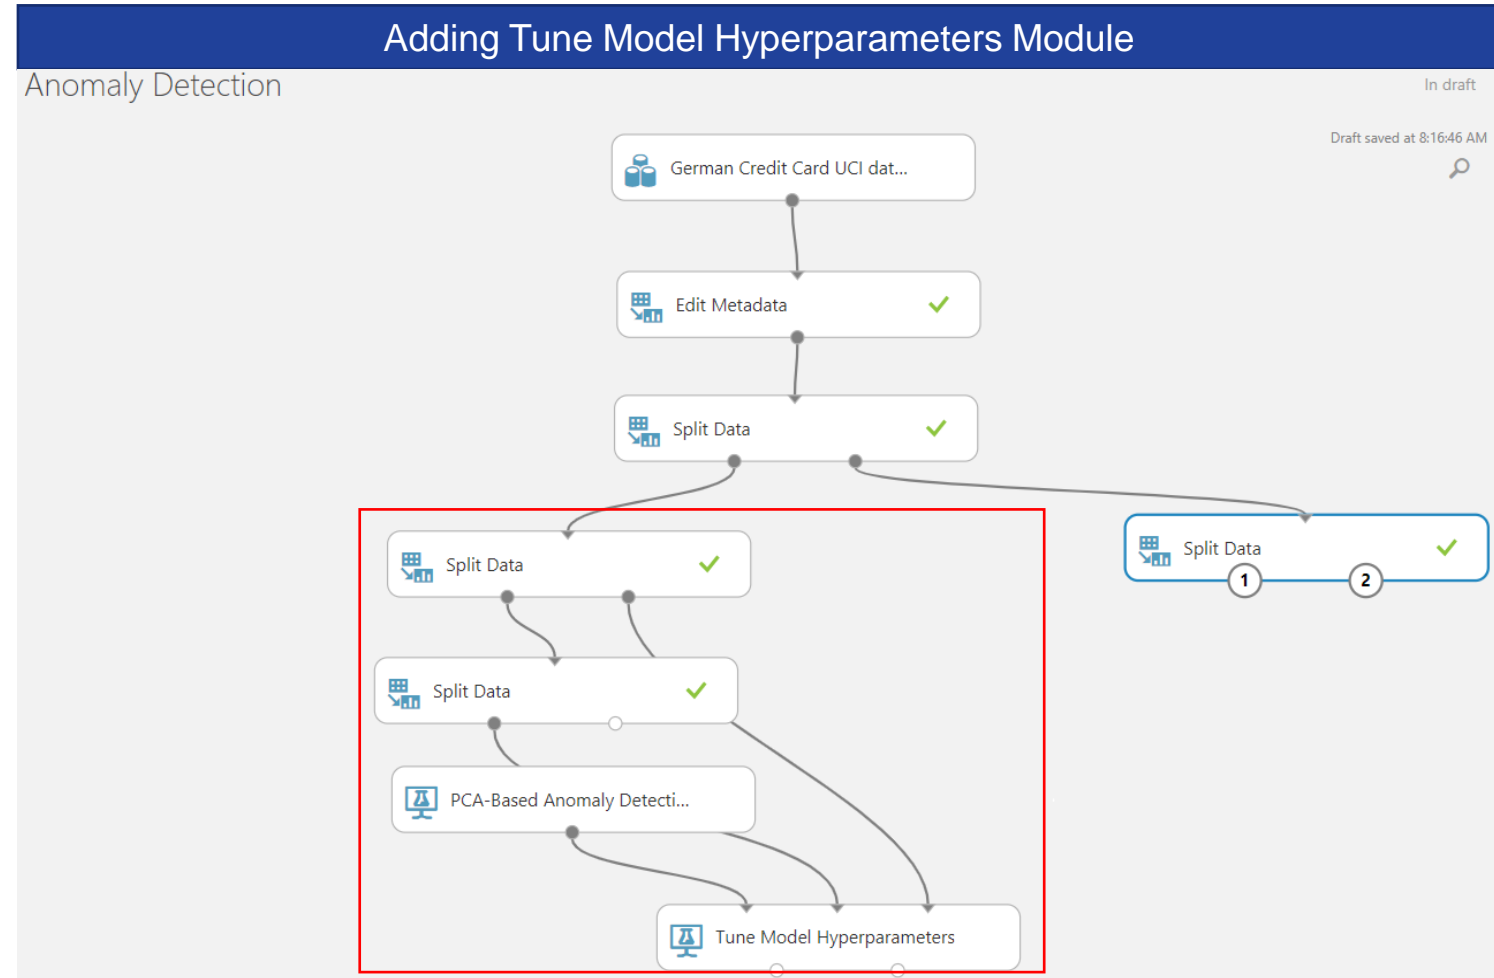 Adding Tune Model Hyperparameters Module
Anomaly Detection
In draft
Draft saved at 8:16:46 AM
German Credit Card UCI dat...
Edit Metadata
Split Data
Split Data
Split Data
1
2
Split Data
PCA-Based Anomaly Detecti...
Tune Model Hyperparameters